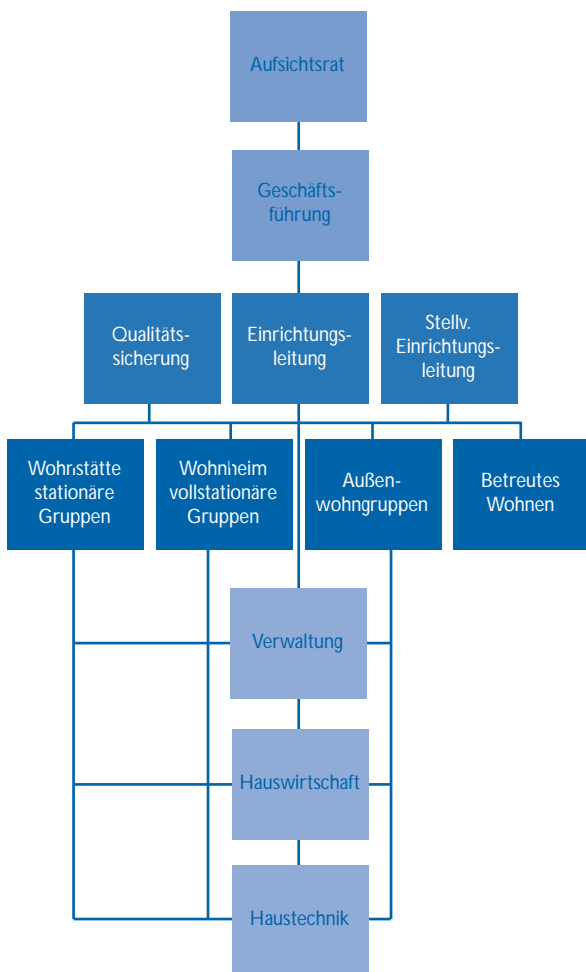 Aufsichtsrat
Geschäfts-
führung
Qualitäts-
sicherung
Einrichtungs-
leitung
Stellv.
Einrichtungs-
leitung
Wohnstätte
stationäre
Gruppen
Wohnheim
vollstationäre
Gruppen
Außen-
wohngruppen
Betreutes
Wohnen
Verwaltung
Hauswirtschaft
Haustechnik